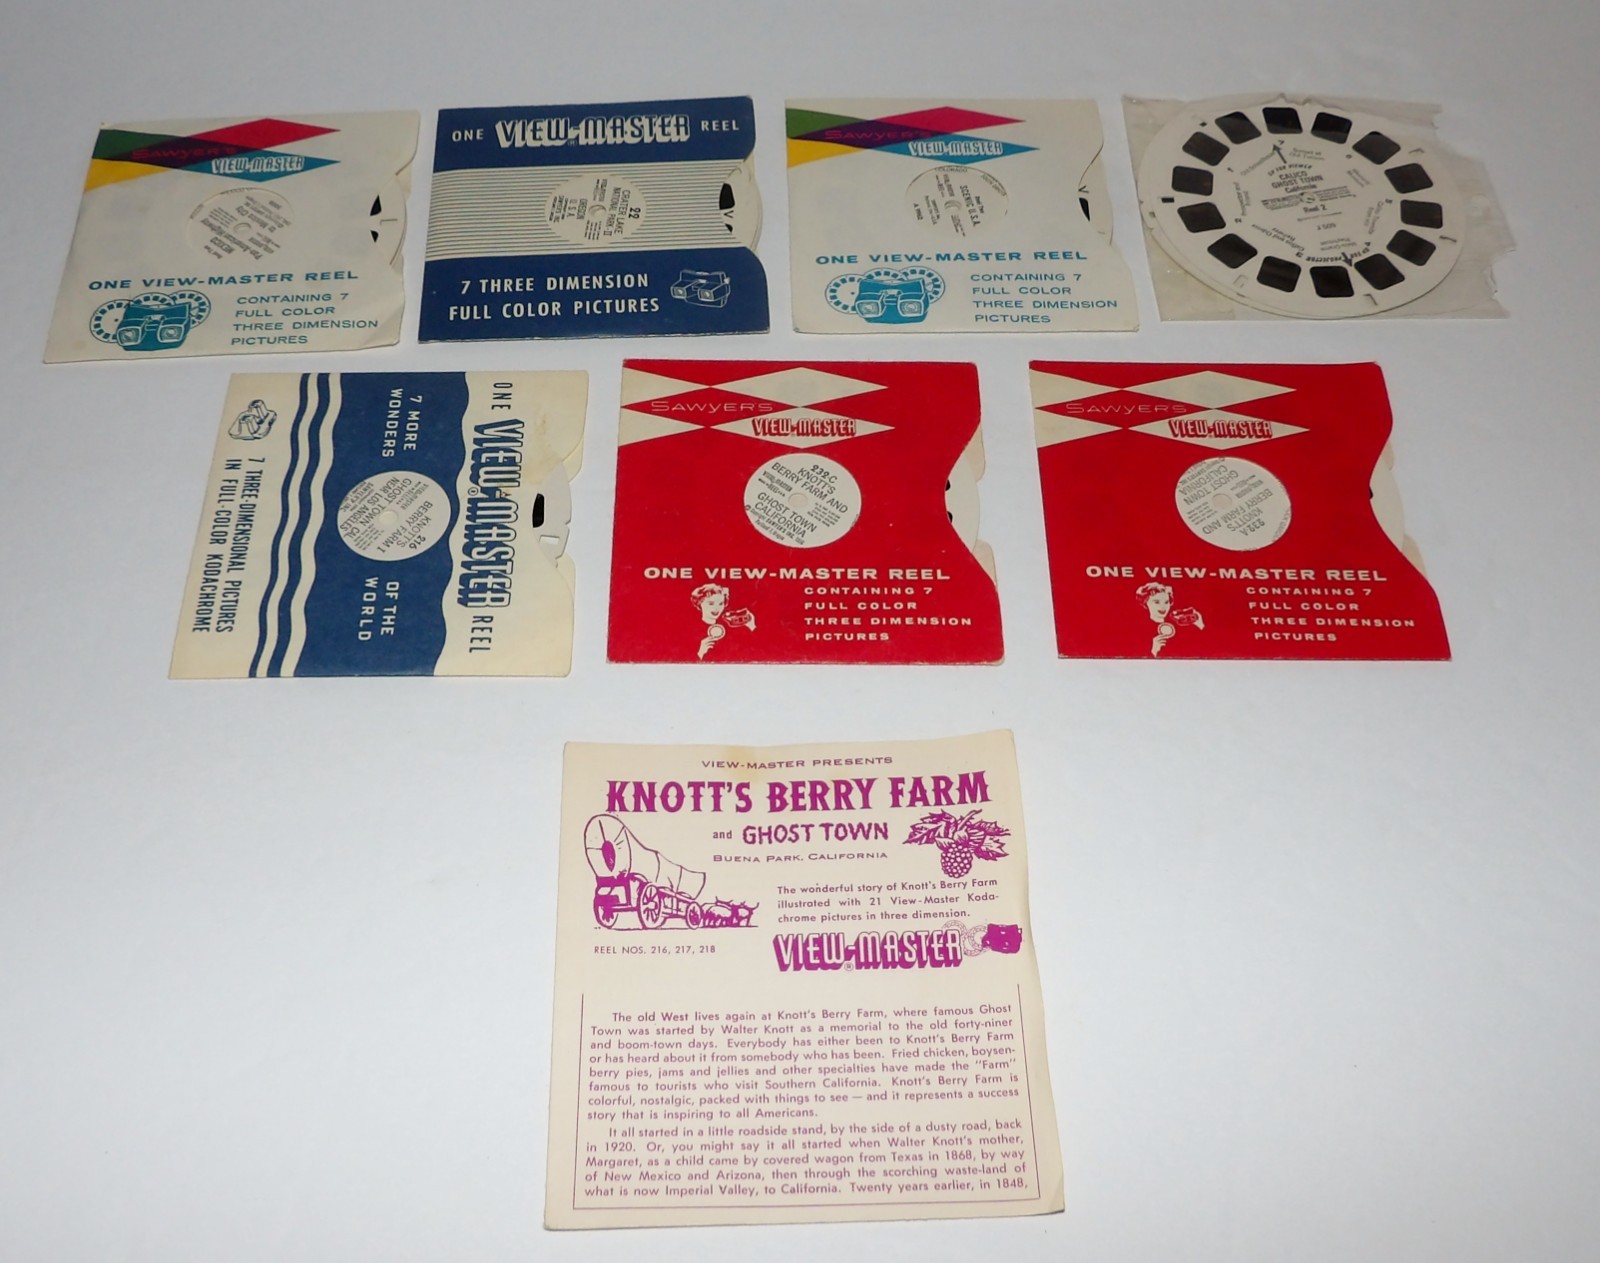 SAWYER'S
VIEW-MASTER
MEXICO
ONE VIEW-MASTER REEL
CONTAINING 7
FULL COLOR
THREE DIMENSION
PICTURES
ONE VIEW-MASTER REEL
22
CRATER LAKE
NATIONAL PARK II
OREGON
U.S.A.
7 THREE DIMENSION
FULL COLOR PICTURES
SAWYER'S
VIEW-MASTER
SCENIC U.S.A.
ONE VIEW-MASTER REEL
CONTAINING 7
FULL COLOR
THREE DIMENSION
PICTURES
CALICO
GHOST TOWN
California
ONE VIEW-MASTER REEL
7 MORE
WONDERS
OF THE
WORLD
216
KNOTT'S
BERRY FARM I
GHOST TOWN, CAL.
NEAR LOS ANGELES
7 THREE-DIMENSIONAL PICTURES
IN FULL-COLOR KODACHROME
SAWYER'S
VIEW-MASTER
232-C
KNOTT'S
BERRY FARM AND
GHOST TOWN
CALIFORNIA
ONE VIEW-MASTER REEL
CONTAINING 7
FULL COLOR
THREE DIMENSION
PICTURES
SAWYER'S
VIEW-MASTER
232-A
KNOTT'S
BERRY FARM AND
GHOST TOWN
CALIFORNIA
ONE VIEW-MASTER REEL
CONTAINING 7
FULL COLOR
THREE DIMENSION
PICTURES
VIEW-MASTER PRESENTS
KNOTT'S BERRY FARM
and GHOST TOWN
BUENA PARK, CALIFORNIA
The wonderful story of Knott's Berry Farm
illustrated with 21 View-Master Koda-
chrome pictures in three dimension.
VIEW-MASTER
REEL NOS. 216, 217, 218
The old West lives again at Knott's Berry Farm, where famous Ghost
Town was started by Walter Knott as a memorial to the old forty-niner
and boom-town days. Everybody has either been to Knott's Berry Farm
or has heard about it from somebody who has been. Fried chicken, boysen-
berry pies, jams and jellies and other specialties have made the "Farm"
famous to tourists who visit Southern California. Knott's Berry Farm is
colorful, nostalgic, packed with things to see — and it represents a success
story that is inspiring to all Americans.
It all started in a little roadside stand, by the side of a dusty road, back
in 1920. Or, you might say it all started when Walter Knott's mother,
Margaret, as a child came by covered wagon from Texas in 1868, by way
of New Mexico and Arizona, then through the scorching waste-land of
what is now Imperial Valley, to California. Twenty years earlier, in 1848,